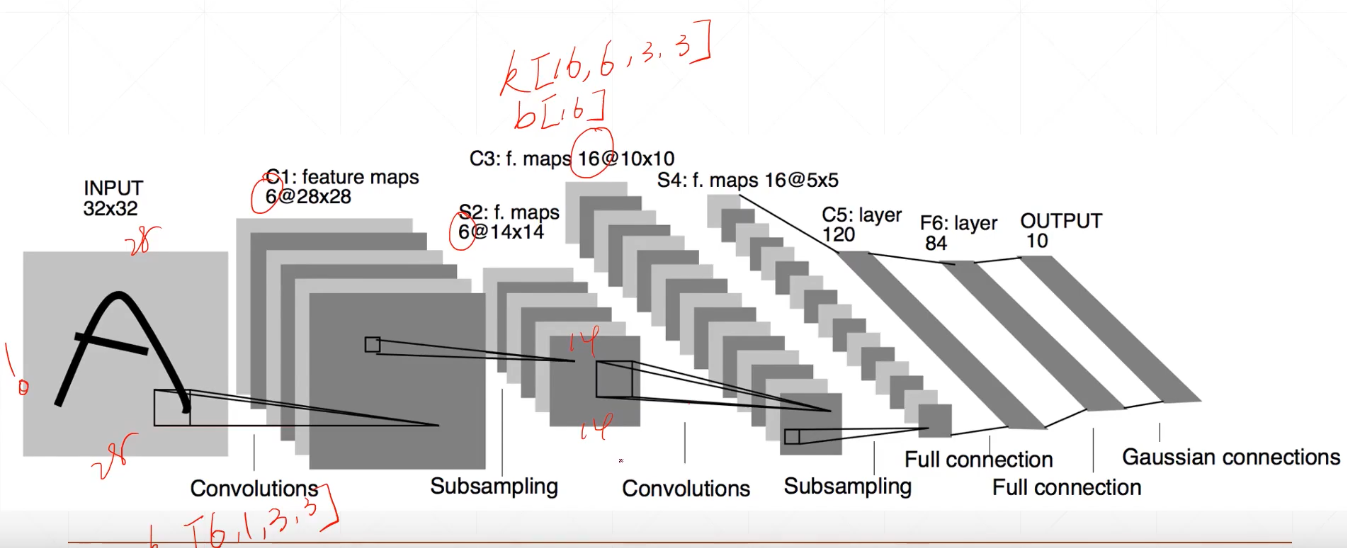 k[16,6,3,3]
b[16]
C3: f. maps 16@10x10
INPUT
32x32
C1: feature maps
6@28x28
S4: f. maps 16@5x5
S2: f. maps
6@14x14
C5: layer
120
F6: layer
84
OUTPUT
10
28
14
14
28
Convolutions
Subsampling
Convolutions
Subsampling
Full connection
Full connection
Gaussian connections
[6,1,3,3]